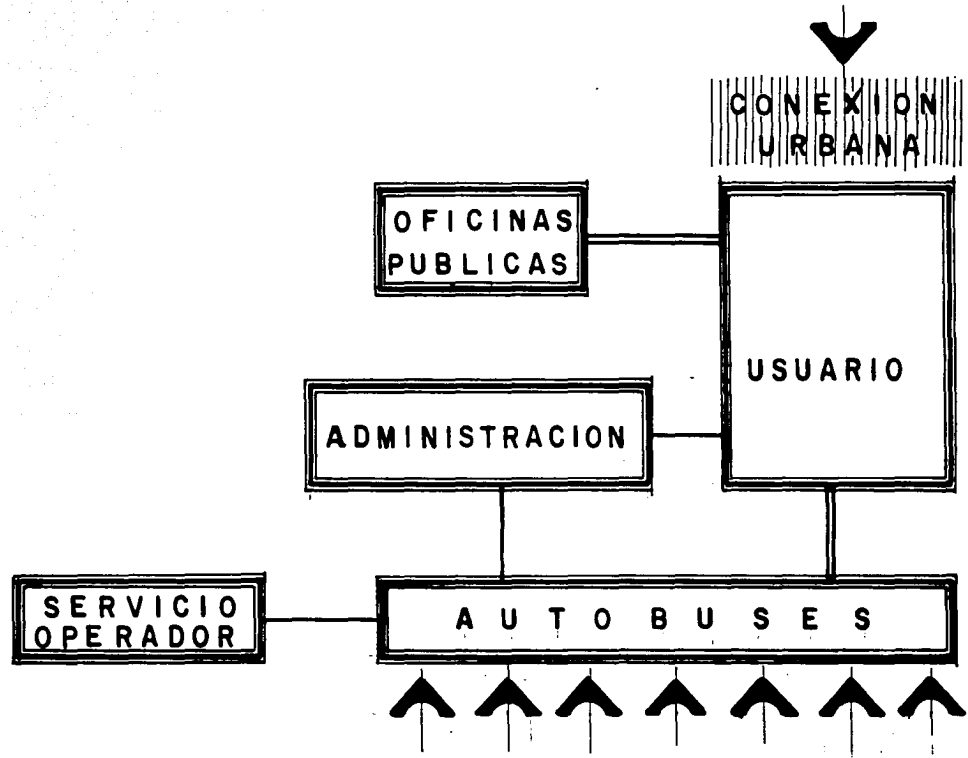 CONEXION
URBANA
OFICINAS
PUBLICAS
USUARIO
ADMINISTRACION
SERVICIO
OPERADOR
AUTOBUSES